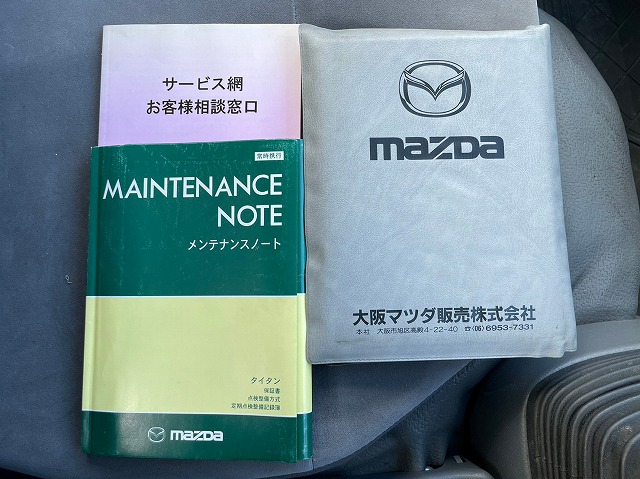 サービス網
お客様相談窓口
常時携行
MAINTENANCE
NOTE
メンテナンスノート
タイタン
保証書
点検整備方式
定期点検整備記録簿
mazda
mazda
大阪マツダ販売株式会社
本社 大阪市旭区高殿4-22-40 ☎(06)6953-7331